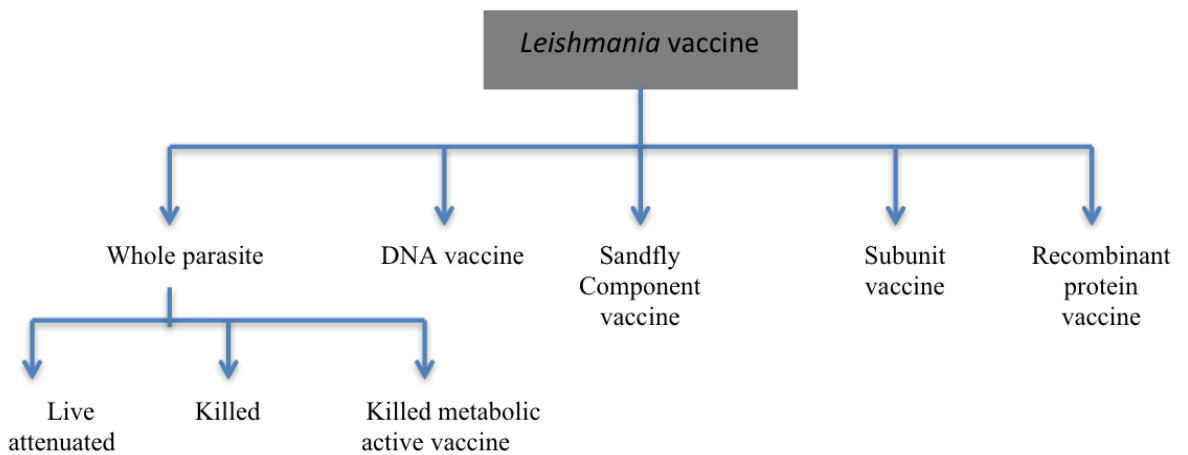 Leishmania vaccine
Whole parasite
DNA vaccine
Sandfly
Component
vaccine
Subunit
vaccine
Recombinant
protein
vaccine
Live
attenuated
Killed
Killed metabolic
active vaccine